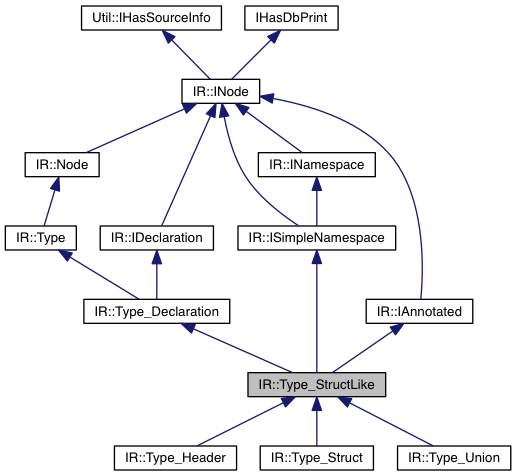 Util::IHasSourceInfo
IHasDbPrint
IR::INode
IR::Node
IR::INamespace
IR::Type
IR::IDeclaration
IR::ISimpleNamespace
IR::Type_Declaration
IR::IAnnotated
IR::Type_StructLike
IR::Type_Header
IR::Type_Struct
IR::Type_Union